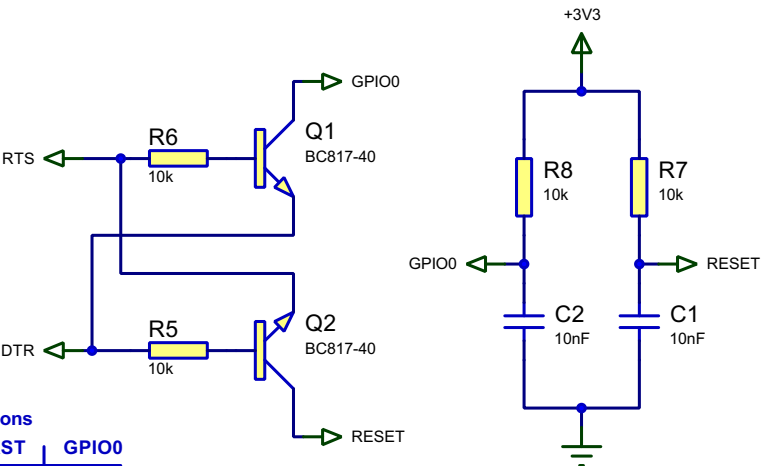 +3V3
GPIO0
R6
Q1
RTS
10k
BC817-40
R8
10k
R7
10k
GPIO0
RESET
R5
Q2
DTR
10k
BC817-40
C2
10nF
C1
10nF
RESET
ons
ST GPIO0